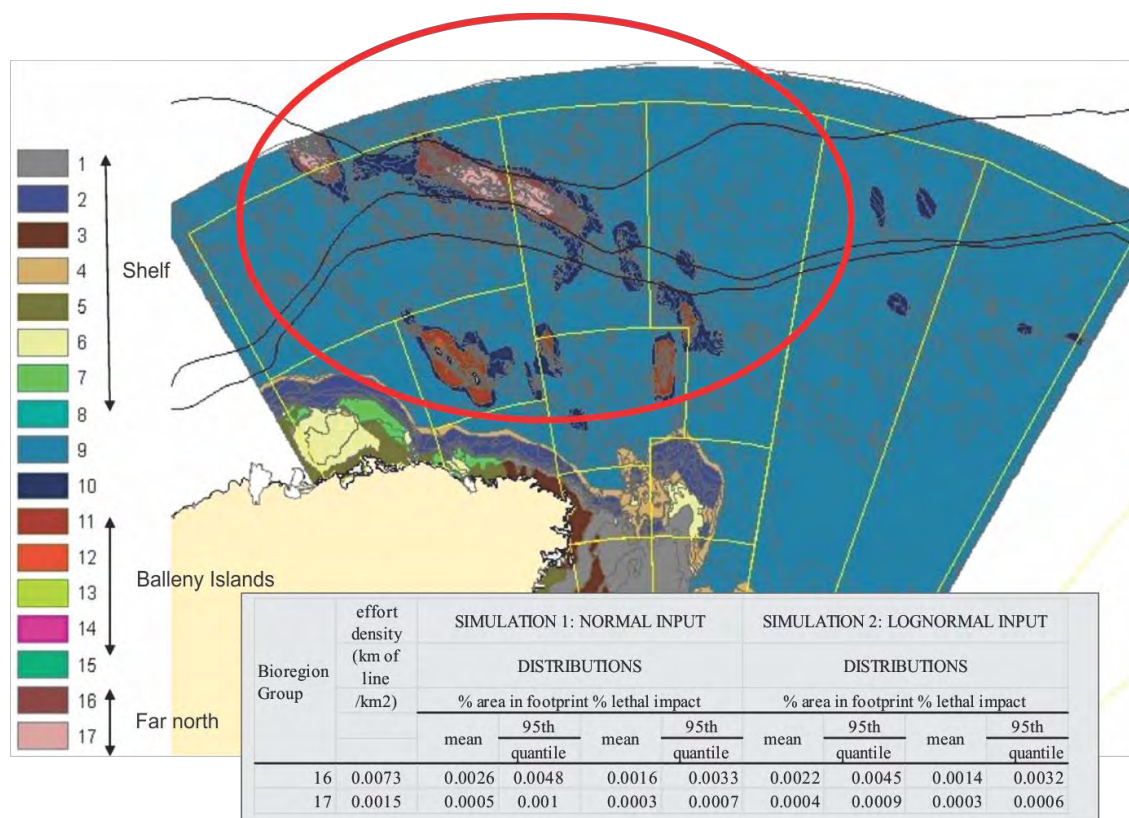 1
2
3
4
Shelf
5
6
7
8
9
10
11
12
Balleny Islands
13
14
15
16
Far north
17
Bioregion Group
effort density (km of line /km2)
SIMULATION 1: NORMAL INPUT DISTRIBUTIONS
SIMULATION 2: LOGNORMAL INPUT DISTRIBUTIONS
% area in footprint % lethal impact
% area in footprint % lethal impact
mean 95th quantile mean 95th quantile mean 95th quantile mean 95th quantile
16 0.0073 0.0026 0.0048 0.0016 0.0033 0.0022 0.0045 0.0014 0.0032
17 0.0015 0.0005 0.001 0.0003 0.0007 0.0004 0.0009 0.0003 0.0006